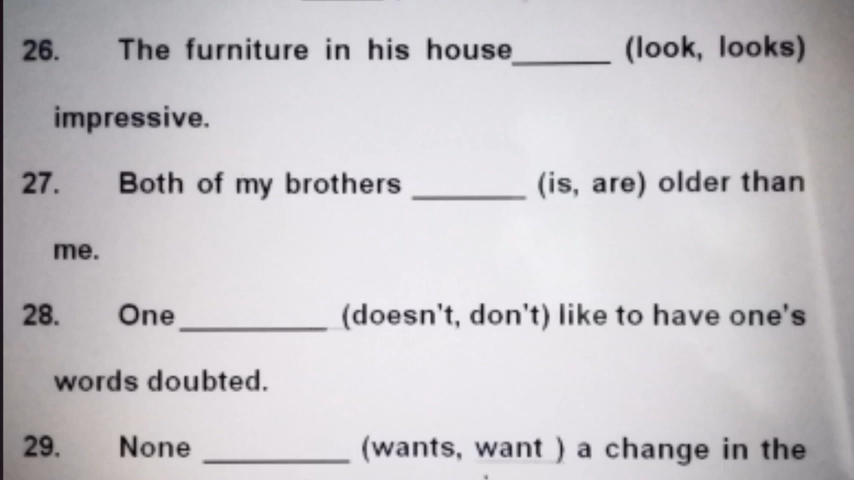 26. The furniture in his house______ (look, looks)
impressive.
27. Both of my brothers _______ (is, are) older than
me.
28. One_________ (doesn't, don't) like to have one's
words doubted.
29. None _________ (wants, want ) a change in the